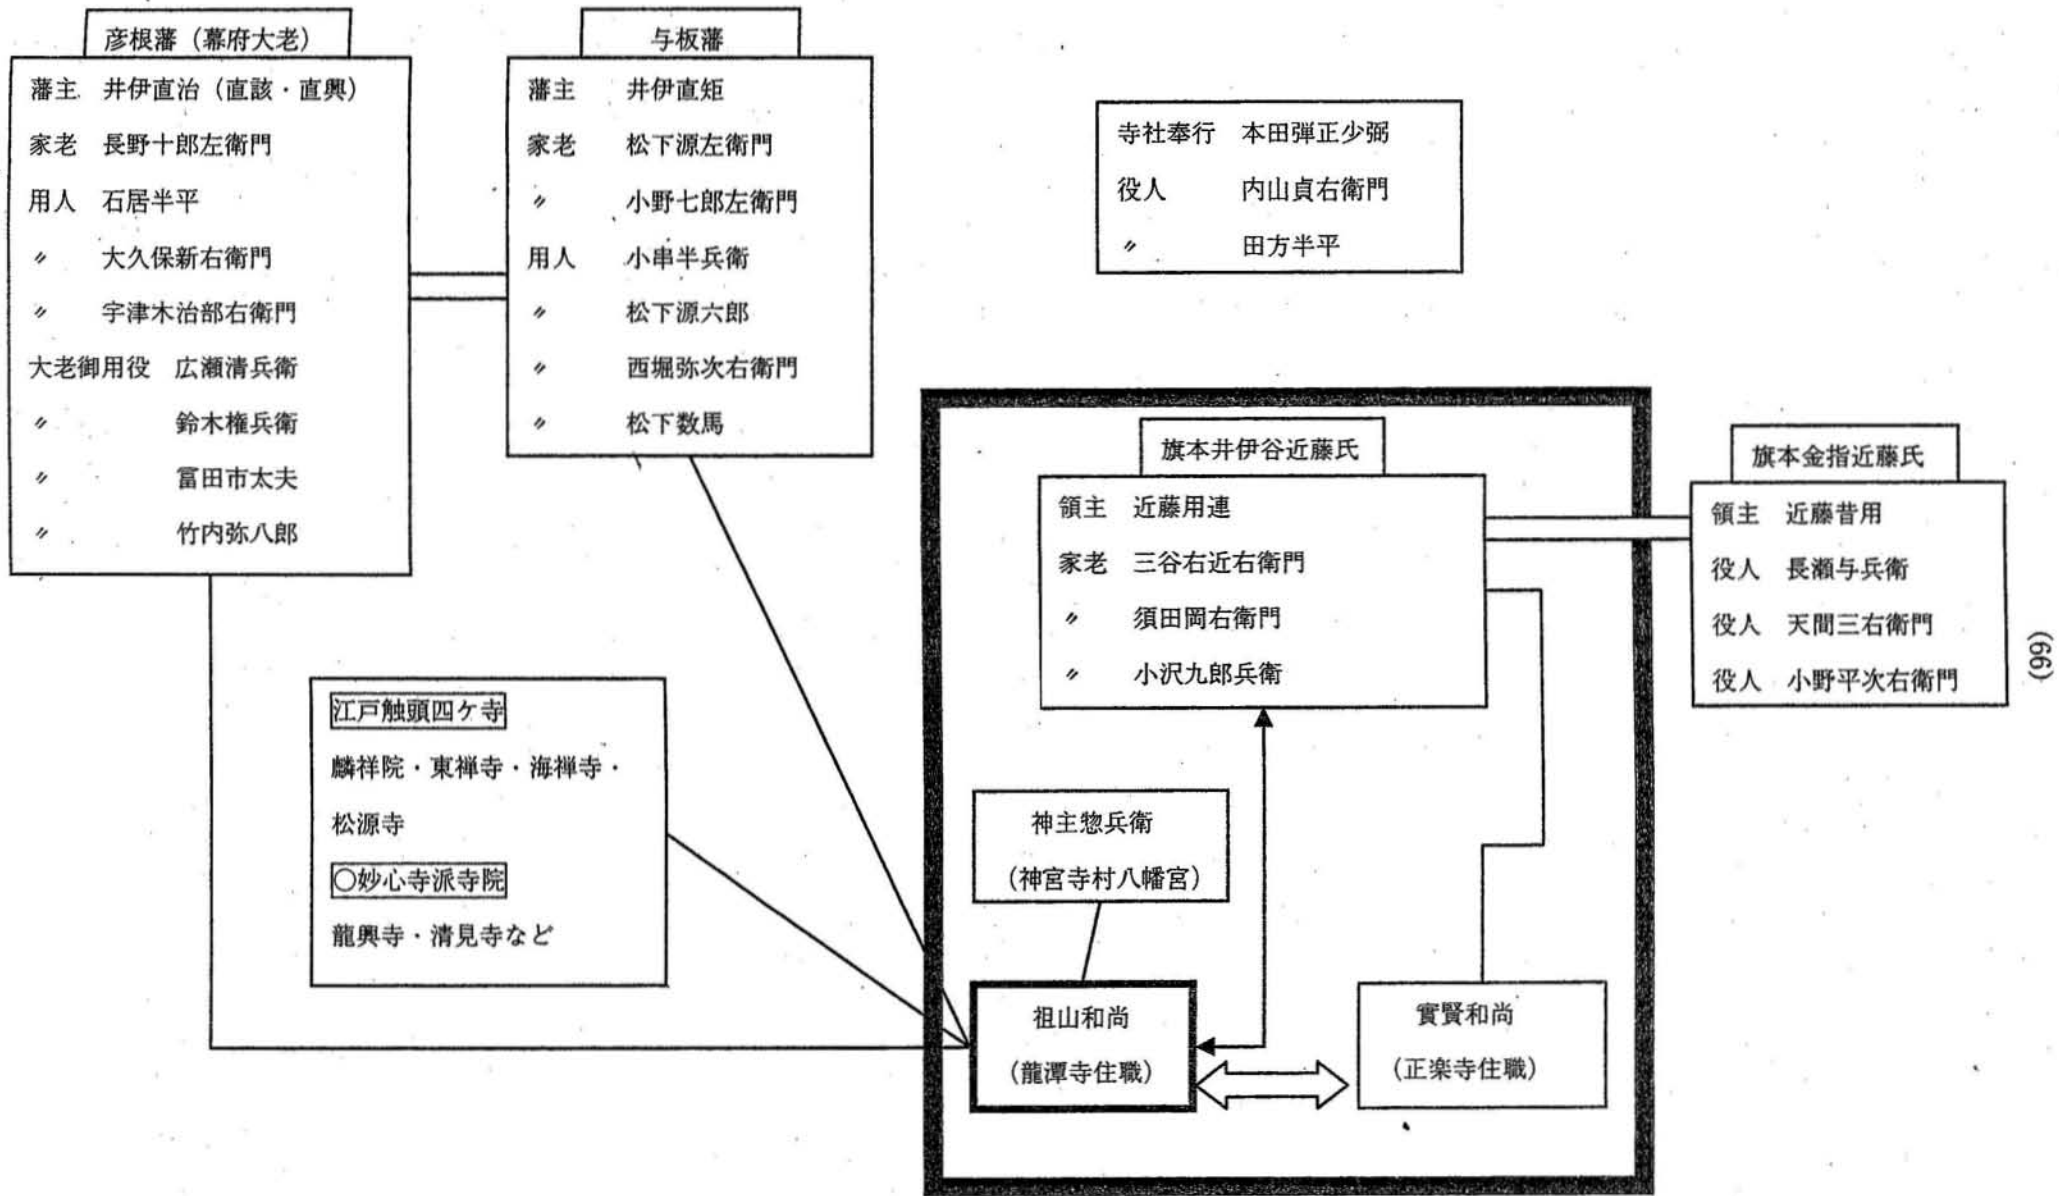 彦根藩（幕府大老）
藩主 井伊直治（直該・直興）
家老 長野十郎左衛門
用人 石居半平
〃 大久保新右衛門
〃 宇津木治部右衛門
大老御用役 広瀬清兵衛
〃 鈴木権兵衛
〃 冨田市太夫
〃 竹内弥八郎
与板藩
藩主 井伊直矩
家老 松下源左衛門
〃 小野七郎左衛門
用人 小串半兵衛
〃 松下源六郎
〃 西堀弥次右衛門
〃 松下数馬
寺社奉行 本田弾正少弼
役人 内山貞右衛門
〃 田方半平
旗本井伊谷近藤氏
領主 近藤用連
家老 三谷右近右衛門
〃 須田岡右衛門
〃 小沢九郎兵衛
旗本金指近藤氏
領主 近藤昔用
役人 長瀬与兵衛
役人 天間三右衛門
役人 小野平次右衛門
江戸触頭四ケ寺
麟祥院・東禅寺・海禅寺・
松源寺
○妙心寺派寺院
龍興寺・清見寺など
神主惣兵衛
（神宮寺村八幡宮）
祖山和尚
（龍潭寺住職）
實賢和尚
（正楽寺住職）
(66)